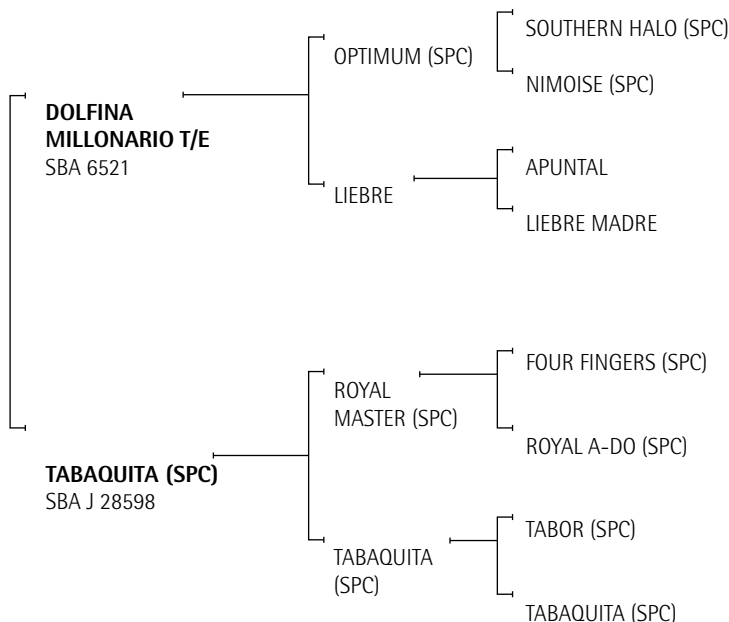 SOUTHERN HALO (SPC)
OPTIMUM (SPC)
NIMOISE (SPC)
DOLFINA
MILLONARIO T/E
SBA 6521
APUNTAL
LIEBRE
LIEBRE MADRE
FOUR FINGERS (SPC)
ROYAL
MASTER (SPC)
ROYAL A-DO (SPC)
TABAQUITA (SPC)
SBA J 28598
TABOR (SPC)
TABAQUITA
(SPC)
TABAQUITA (SPC)